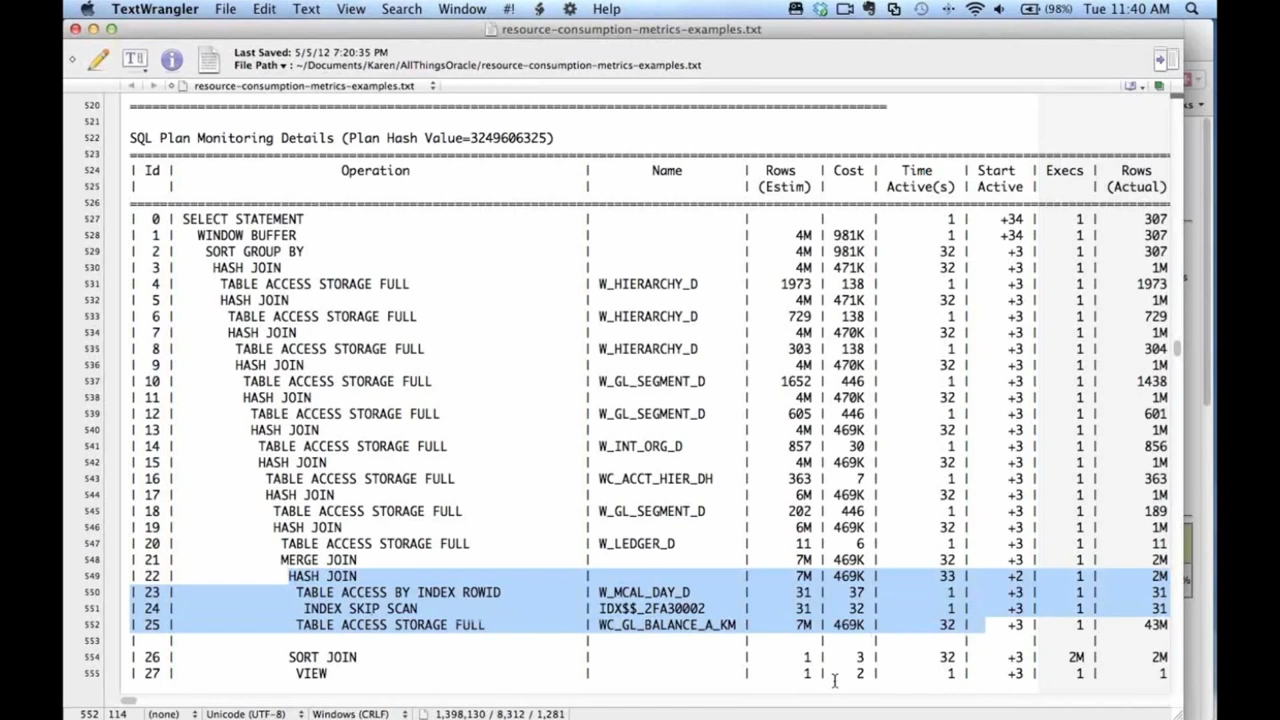 TextWrangler File Edit Text View Search Window #! Help (98%) Tue 11:40 AM
resource-consumption-metrics-examples.txt
Last Saved: 5/5/12 7:20:35 PM
File Path ▾ : ~/Documents/Karen/AllThingsOracle/resource-consumption-metrics-examples.txt
resource-consumption-metrics-examples.txt
520 ================================================================
521
522 SQL Plan Monitoring Details (Plan Hash Value=3249606325)
523 ================================================================
524 | Id | Operation | Name | Rows | Cost | Time | Start | Execs | Rows
525 | | | | (Estim) | | Active(s) | Active | | (Actual)
526 ================================================================
527 | 0 | SELECT STATEMENT | | | | 1 | +34 | 1 | 307
528 | 1 | WINDOW BUFFER | | 4M | 981K | 1 | +34 | 1 | 307
529 | 2 | SORT GROUP BY | | 4M | 981K | 32 | +3 | 1 | 307
530 | 3 | HASH JOIN | | 4M | 471K | 32 | +3 | 1 | 1M
531 | 4 | TABLE ACCESS STORAGE FULL | W_HIERARCHY_D | 1973 | 138 | 1 | +3 | 1 | 1973
532 | 5 | HASH JOIN | | 4M | 471K | 32 | +3 | 1 | 1M
533 | 6 | TABLE ACCESS STORAGE FULL | W_HIERARCHY_D | 729 | 138 | 1 | +3 | 1 | 729
534 | 7 | HASH JOIN | | 4M | 470K | 32 | +3 | 1 | 1M
535 | 8 | TABLE ACCESS STORAGE FULL | W_HIERARCHY_D | 303 | 138 | 1 | +3 | 1 | 304
536 | 9 | HASH JOIN | | 4M | 470K | 32 | +3 | 1 | 1M
537 | 10 | TABLE ACCESS STORAGE FULL | W_GL_SEGMENT_D | 1652 | 446 | 1 | +3 | 1 | 1438
538 | 11 | HASH JOIN | | 4M | 470K | 32 | +3 | 1 | 1M
539 | 12 | TABLE ACCESS STORAGE FULL | W_GL_SEGMENT_D | 605 | 446 | 1 | +3 | 1 | 601
540 | 13 | HASH JOIN | | 4M | 469K | 32 | +3 | 1 | 1M
541 | 14 | TABLE ACCESS STORAGE FULL | W_INT_ORG_D | 857 | 30 | 1 | +3 | 1 | 856
542 | 15 | HASH JOIN | | 4M | 469K | 32 | +3 | 1 | 1M
543 | 16 | TABLE ACCESS STORAGE FULL | WC_ACCT_HIER_DH | 363 | 7 | 1 | +3 | 1 | 363
544 | 17 | HASH JOIN | | 6M | 469K | 32 | +3 | 1 | 1M
545 | 18 | TABLE ACCESS STORAGE FULL | W_GL_SEGMENT_D | 202 | 446 | 1 | +3 | 1 | 189
546 | 19 | HASH JOIN | | 6M | 469K | 32 | +3 | 1 | 1M
547 | 20 | TABLE ACCESS STORAGE FULL | W_LEDGER_D | 11 | 6 | 1 | +3 | 1 | 11
548 | 21 | MERGE JOIN | | 7M | 469K | 32 | +3 | 1 | 2M
549 | 22 | HASH JOIN | | 7M | 469K | 33 | +2 | 1 | 2M
550 | 23 | TABLE ACCESS BY INDEX ROWID | W_MCAL_DAY_D | 31 | 37 | 1 | +3 | 1 | 31
551 | 24 | INDEX SKIP SCAN | IDX$$_2FA30002 | 31 | 32 | 1 | +3 | 1 | 31
552 | 25 | TABLE ACCESS STORAGE FULL | WC_GL_BALANCE_A_KM | 7M | 469K | 32 | +3 | 1 | 43M
553 | | | | | | | | |
554 | 26 | SORT JOIN | | 1 | 3 | 32 | +3 | 2M | 2M
555 | 27 | VIEW | | 1 | 2 | 1 | +3 | 1 | 1
552 114 (none) Unicode (UTF-8) Windows (CRLF) 1,398,130 / 8,312 / 1,281